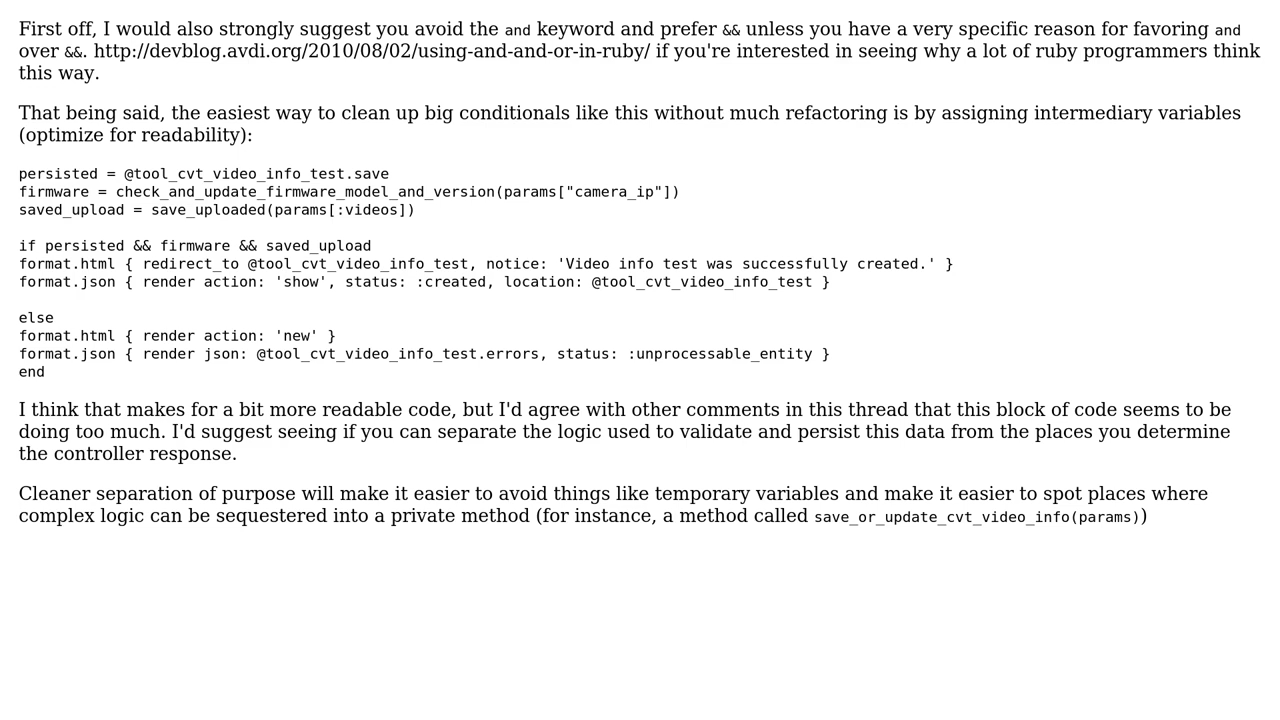 First off, I would also strongly suggest you avoid the and keyword and prefer && unless you have a very specific reason for favoring and
over &&. http://devblog.avdi.org/2010/08/02/using-and-and-or-in-ruby/ if you're interested in seeing why a lot of ruby programmers think
this way.
That being said, the easiest way to clean up big conditionals like this without much refactoring is by assigning intermediary variables
(optimize for readability):
persisted = @tool_cvt_video_info_test.save
firmware = check_and_update_firmware_model_and_version(params["camera_ip"])
saved_upload = save_uploaded(params[:videos])
if persisted && firmware && saved_upload
format.html { redirect_to @tool_cvt_video_info_test, notice: 'Video info test was successfully created.' }
format.json { render action: 'show', status: :created, location: @tool_cvt_video_info_test }
else
format.html { render action: 'new' }
format.json { render json: @tool_cvt_video_info_test.errors, status: :unprocessable_entity }
end
I think that makes for a bit more readable code, but I'd agree with other comments in this thread that this block of code seems to be
doing too much. I'd suggest seeing if you can separate the logic used to validate and persist this data from the places you determine
the controller response.
Cleaner separation of purpose will make it easier to avoid things like temporary variables and make it easier to spot places where
complex logic can be sequestered into a private method (for instance, a method called save_or_update_cvt_video_info(params))